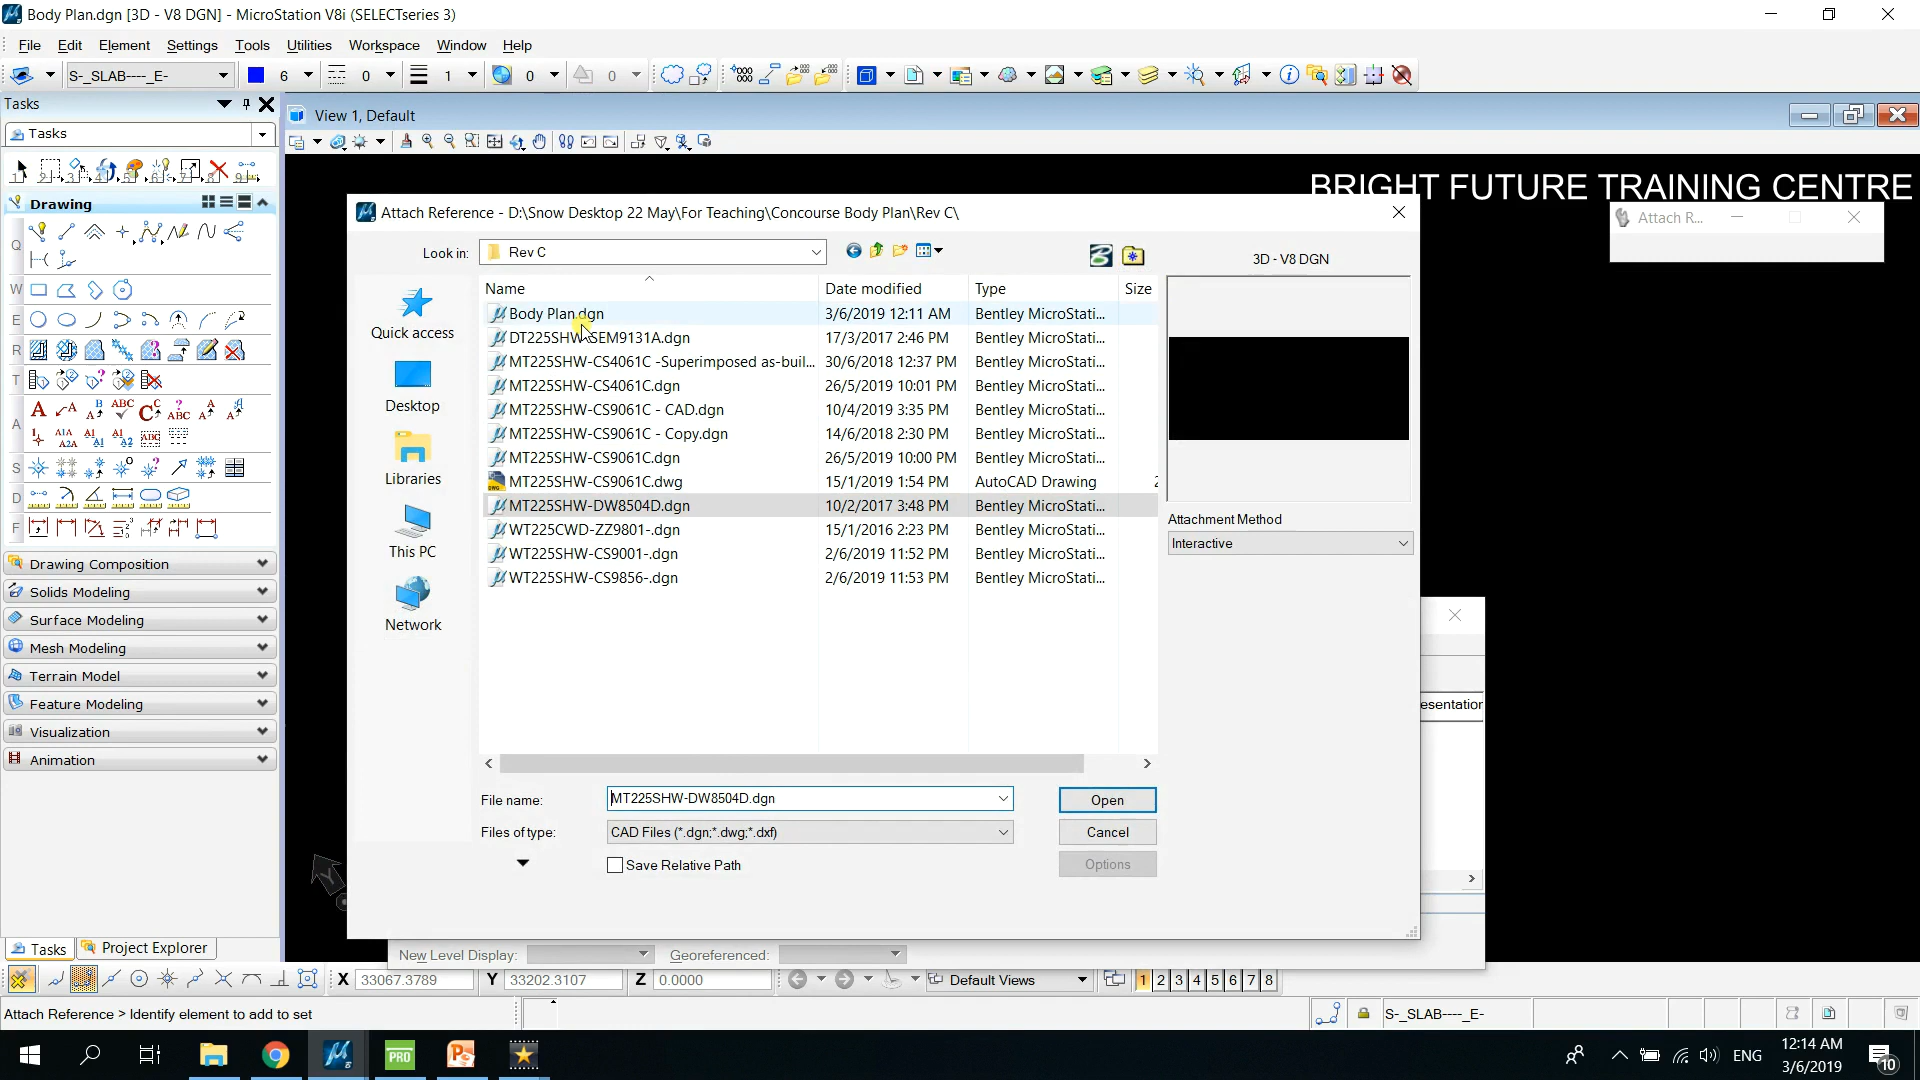 Body Plan.dgn [3D - V8 DGN] - MicroStation V8i (SELECTseries 3)
File Edit Element Settings Tools Utilities Workspace Window Help
S-_SLAB----_E- 6 0 1 0 0
Tasks
View 1, Default
Tasks
BRIGHT FUTURE TRAINING CENTRE
Drawing
Attach Reference - D:\Snow Desktop 22 May\For Teaching\Concourse Body Plan\Rev C\
Attach R...
Look in: Rev C
3D - V8 DGN
Name Date modified Type Size
Body Plan.dgn 3/6/2019 12:11 AM Bentley MicroStati...
DT225SHW-SEM9131A.dgn 17/3/2017 2:46 PM Bentley MicroStati...
MT225SHW-CS4061C -Superimposed as-buil... 30/6/2018 12:37 PM Bentley MicroStati...
MT225SHW-CS4061C.dgn 26/5/2019 10:01 PM Bentley MicroStati...
MT225SHW-CS9061C - CAD.dgn 10/4/2019 3:35 PM Bentley MicroStati...
MT225SHW-CS9061C - Copy.dgn 14/6/2018 2:30 PM Bentley MicroStati...
MT225SHW-CS9061C.dgn 26/5/2019 10:00 PM Bentley MicroStati...
MT225SHW-CS9061C.dwg 15/1/2019 1:54 PM AutoCAD Drawing
MT225SHW-DW8504D.dgn 10/2/2017 3:48 PM Bentley MicroStati...
WT225CWD-ZZ9801-.dgn 15/1/2016 2:23 PM Bentley MicroStati...
WT225SHW-CS9001-.dgn 2/6/2019 11:52 PM Bentley MicroStati...
WT225SHW-CS9856-.dgn 2/6/2019 11:53 PM Bentley MicroStati...
Quick access
Desktop
Libraries
This PC
Network
Attachment Method
Interactive
Q
W
E
R
T
A
S
D
F
Drawing Composition
Solids Modeling
Surface Modeling
Mesh Modeling
Terrain Model
Feature Modeling
Visualization
Animation
esentation
File name: MT225SHW-DW8504D.dgn Open
Files of type: CAD Files (*.dgn;*.dwg;*.dxf) Cancel
Save Relative Path Options
Tasks Project Explorer
New Level Display: Georeferenced:
X 33067.3789 Y 33202.3107 Z 0.0000 Default Views 1 2 3 4 5 6 7 8
Attach Reference > Identify element to add to set
S-_SLAB----_E-
PRO
ENG
12:14 AM
3/6/2019
10